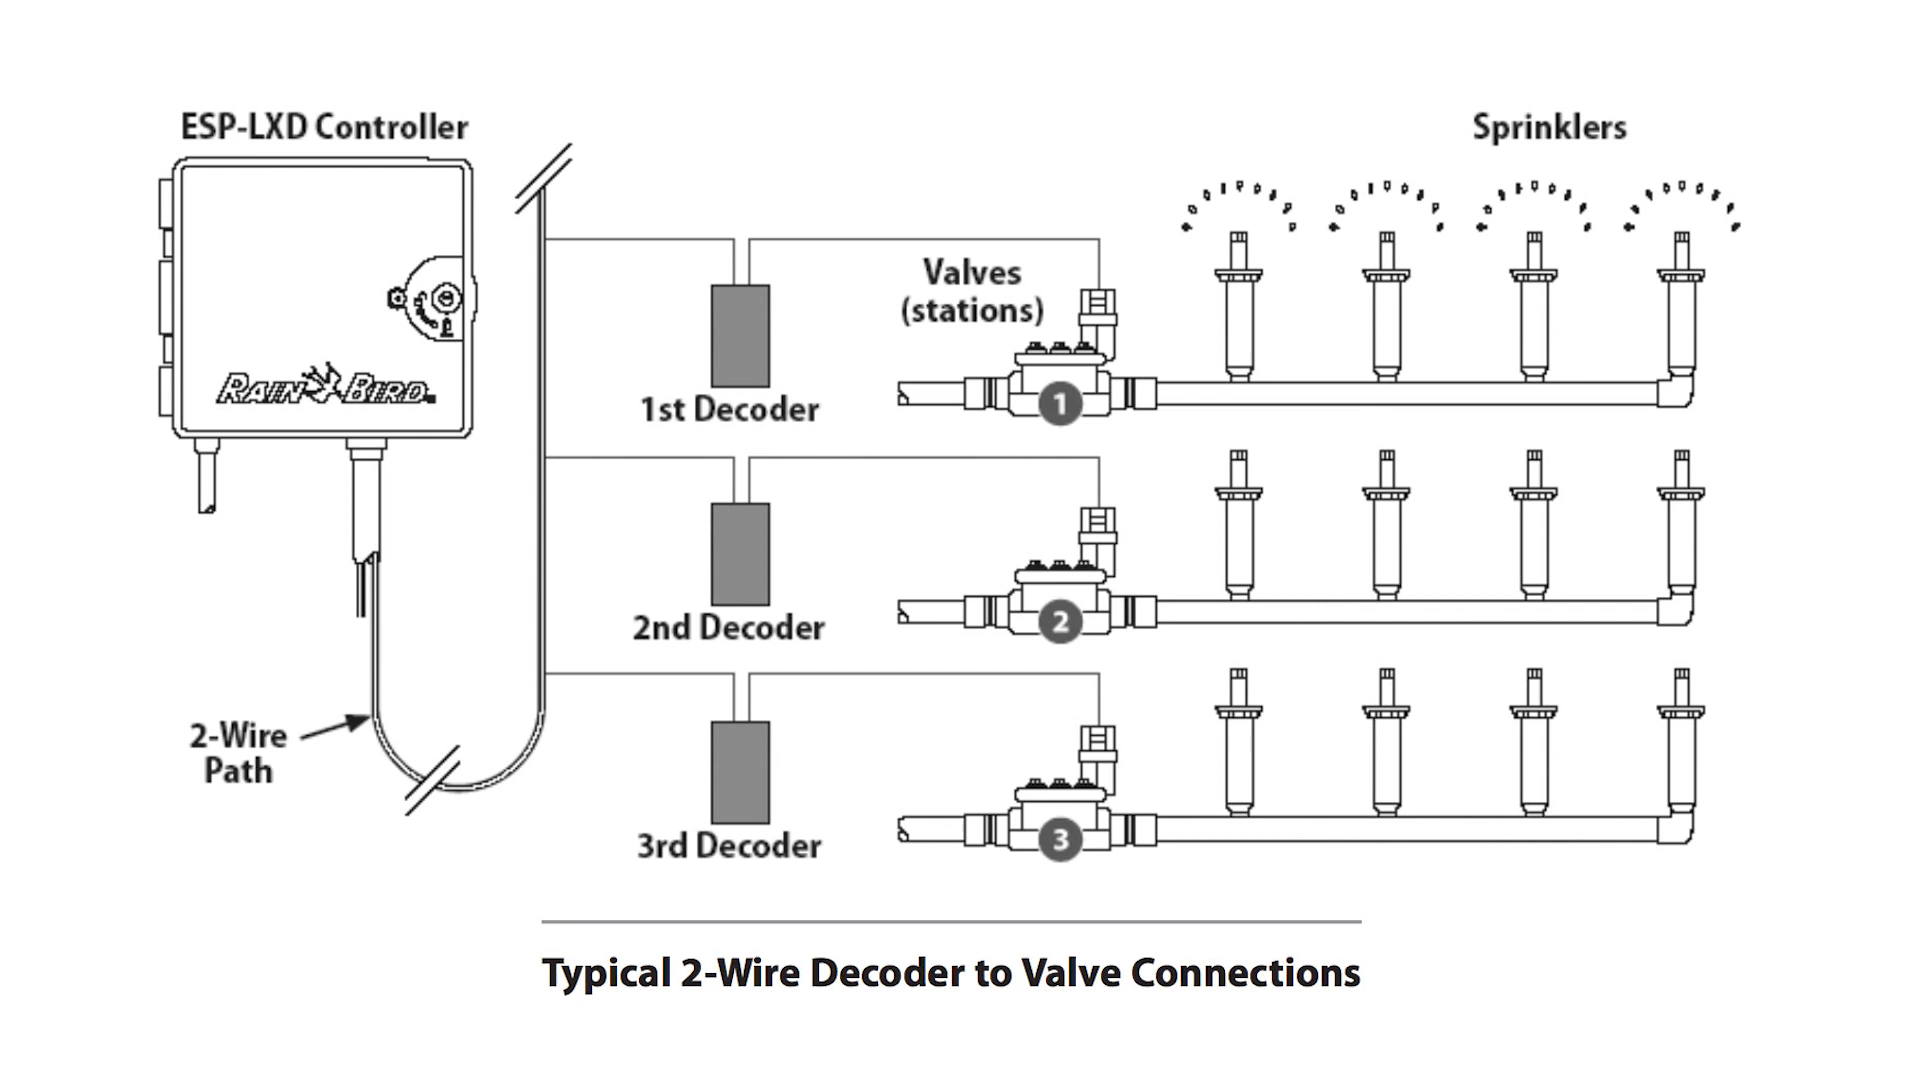 ESP-LXD Controller
Sprinklers
Valves
(stations)
RAIN BIRD
1
1st Decoder
2
2nd Decoder
2-Wire
Path
3
3rd Decoder
Typical 2-Wire Decoder to Valve Connections